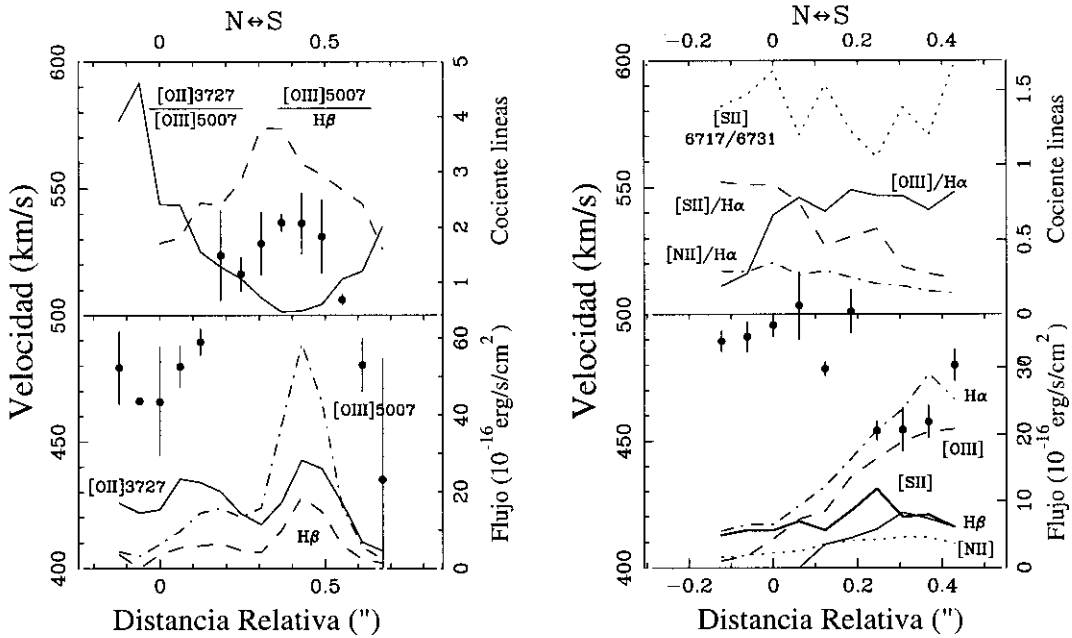 N↔S
0 0.5
600 550 500 450 400
Velocidad (km/s)
5 4 3 2 1
Cociente lineas
60 40 20 0
Flujo (10⁻¹⁶ erg/s/cm²)
[OII]3727
[OIII]5007
[OIII]5007
Hβ
[OIII]5007
[OII]3727
Hβ
0 0.5
Distancia Relativa (")
N↔S
-0.2 0 0.2 0.4
600 550 500 450 400
Velocidad (km/s)
1.5 1 0.5 0
Cociente lineas
30 20 10 0
Flujo (10⁻¹⁶ erg/s/cm²)
[SII]
6717/6731
[OIII]/Hα
[SII]/Hα
[NII]/Hα
Hα
[OIII]
[SII]
Hβ
[NII]
-0.2 0 0.2 0.4
Distancia Relativa (")